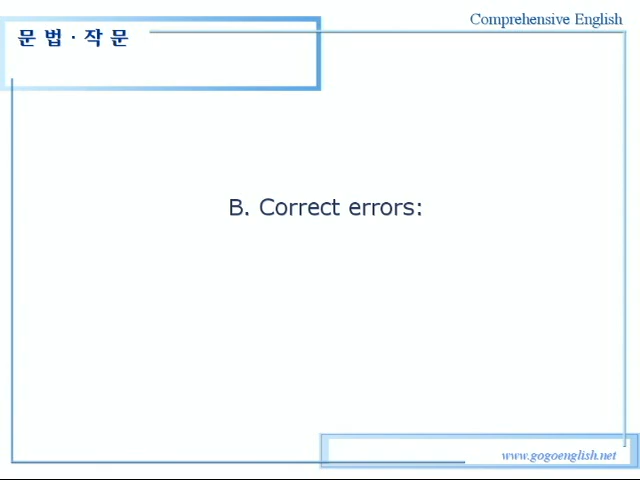 Comprehensive English
문 법 · 작 문
B. Correct errors:
www.gogoenglish.net